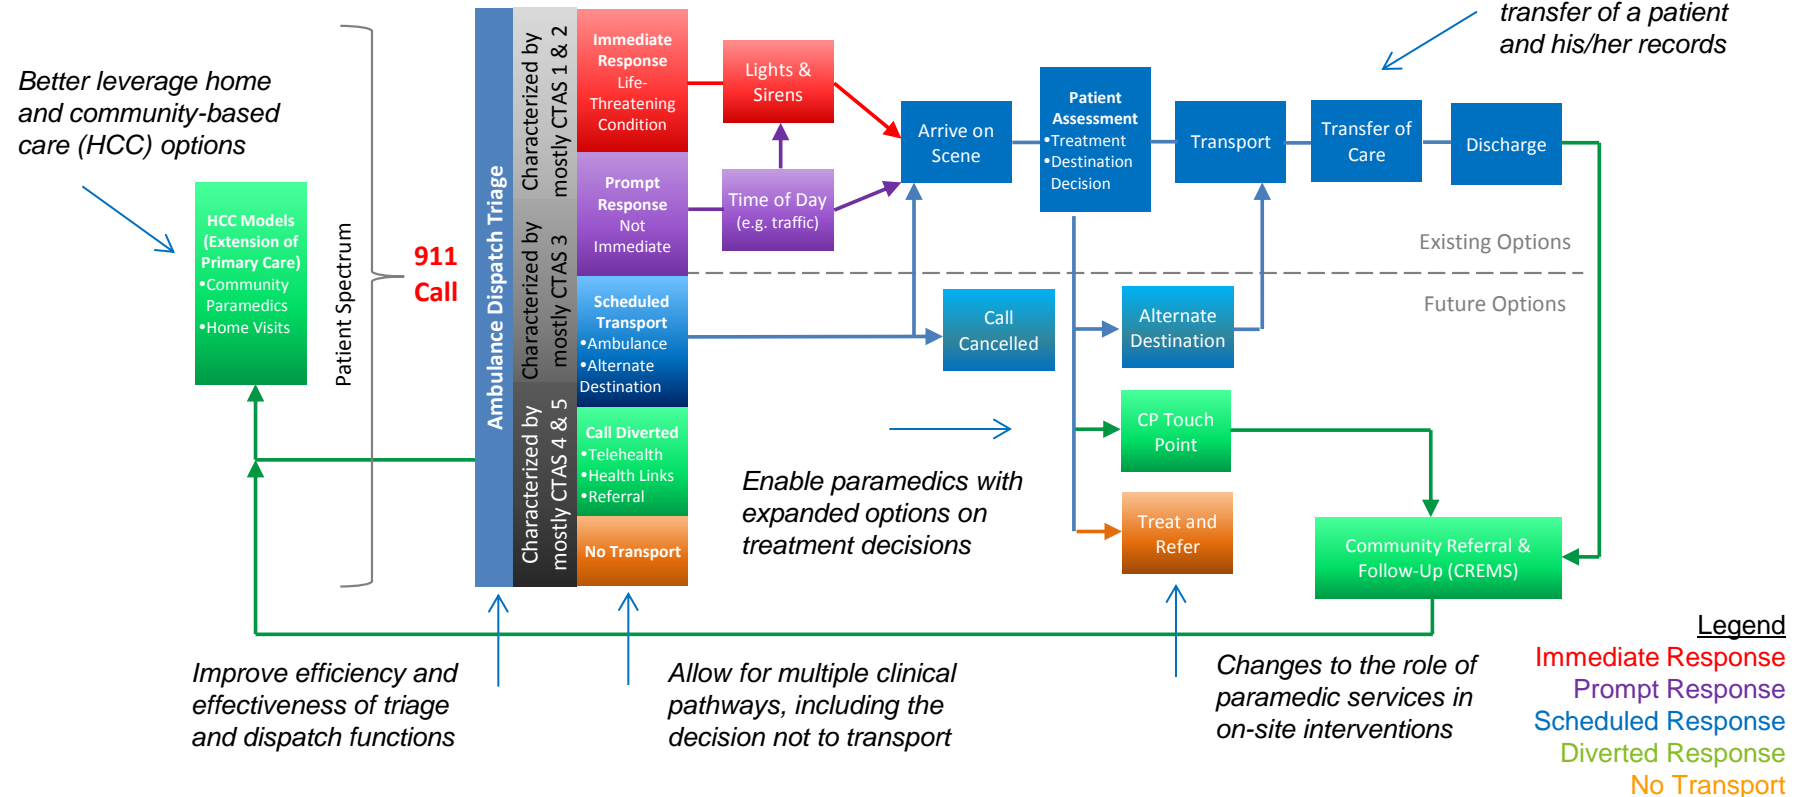 transfer of a patient
and his/her records
Better leverage home
and community-based
care (HCC) options
HCC Models
(Extension of
Primary Care)
•Community
Paramedics
•Home Visits
Patient Spectrum
911
Call
Ambulance Dispatch Triage
Characterized by
mostly CTAS 1 & 2
Characterized by
mostly CTAS 3
Characterized by
mostly CTAS 4 & 5
Immediate
Response
Life-
Threatening
Condition
Prompt
Response
Not
Immediate
Scheduled
Transport
•Ambulance
•Alternate
Destination
Call Diverted
•Telehealth
•Health Links
•Referral
No Transport
Lights &
Sirens
Time of Day
(e.g. traffic)
Arrive on
Scene
Patient
Assessment
•Treatment
•Destination
Decision
Transport
Transfer of
Care
Discharge
Existing Options
Future Options
Call
Cancelled
Alternate
Destination
CP Touch
Point
Treat and
Refer
Community Referral &
Follow-Up (CREMS)
Enable paramedics with
expanded options on
treatment decisions
Improve efficiency and
effectiveness of triage
and dispatch functions
Allow for multiple clinical
pathways, including the
decision not to transport
Changes to the role of
paramedic services in
on-site interventions
Legend
Immediate Response
Prompt Response
Scheduled Response
Diverted Response
No Transport